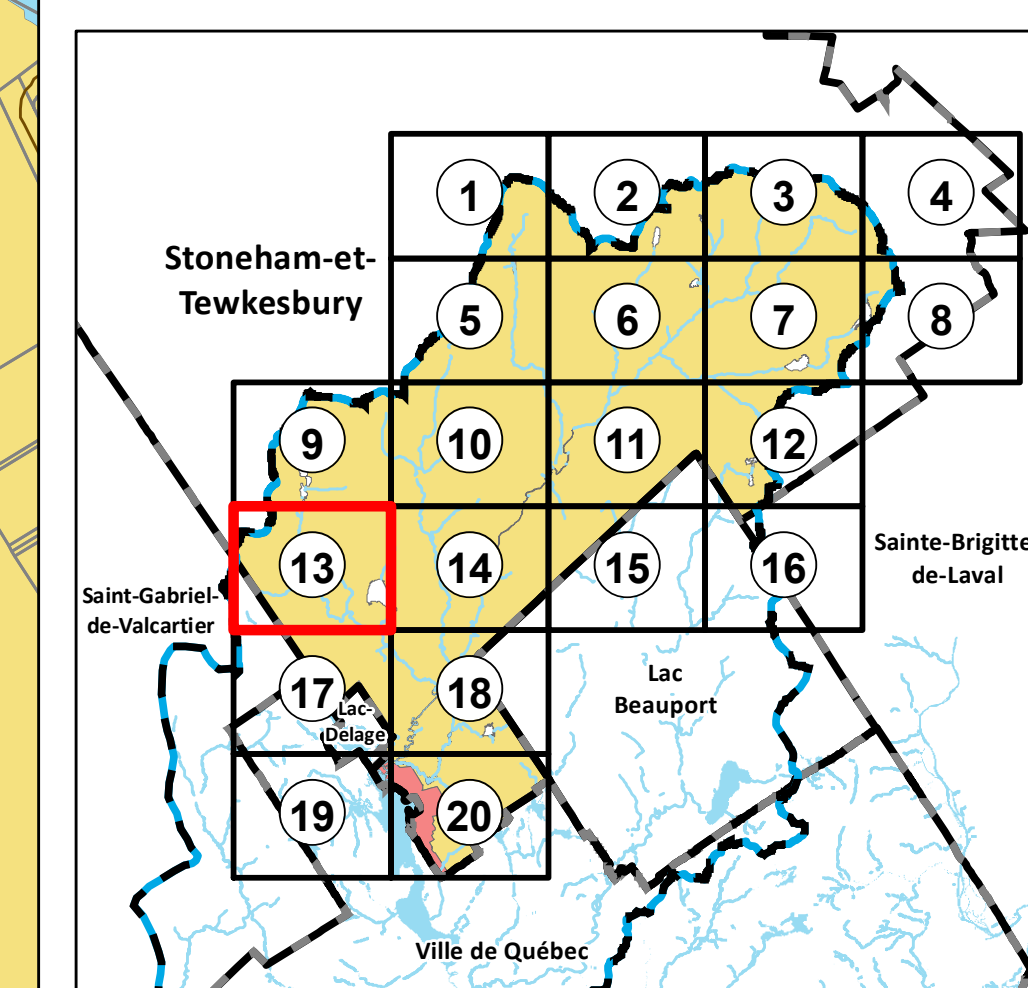 1
2
3
4
Stoneham-et-
Tewkesbury
5
6
7
8
9
10
11
12
13
14
15
16
Sainte-Brigitte
de-Laval
Saint-Gabriel-
de-Valcartier
17
Lac-
Delage
18
Lac
Beauport
19
20
Ville de Québec